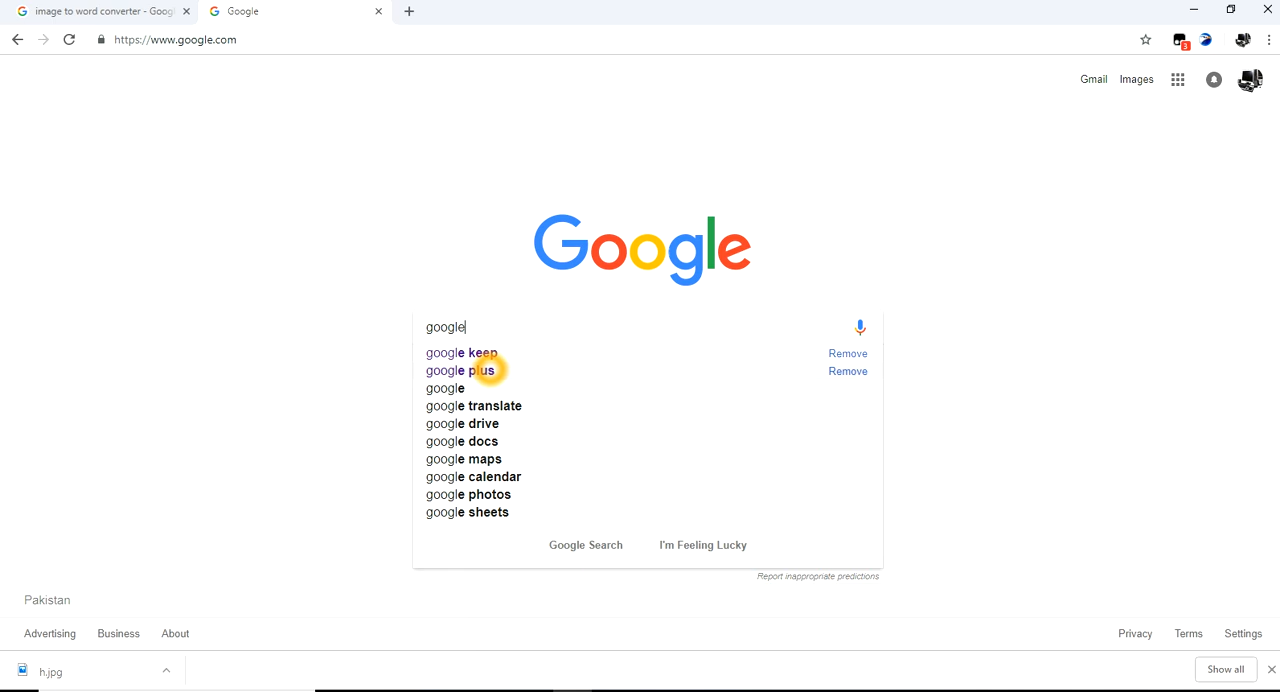 image to word converter - Goog
Google
https://www.google.com
3
Gmail Images
Google
google
google keep Remove
google plus Remove
google
google translate
google drive
google docs
google maps
google calendar
google photos
google sheets
Google Search I'm Feeling Lucky
Report inappropriate predictions
Pakistan
Advertising Business About Privacy Terms Settings
h.jpg Show all